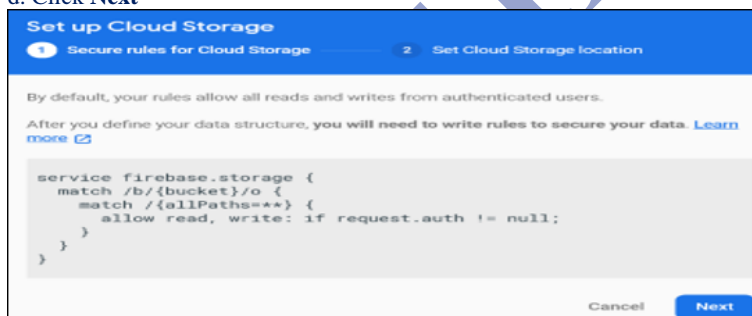 d. Click Next
Set up Cloud Storage
1 Secure rules for Cloud Storage 2 Set Cloud Storage location
By default, your rules allow all reads and writes from authenticated users.
After you define your data structure, you will need to write rules to secure your data. Learn
more
service firebase.storage {
  match /b/{bucket}/o {
    match /{allPaths=**} {
      allow read, write: if request.auth != null;
    }
  }
}
Cancel Next